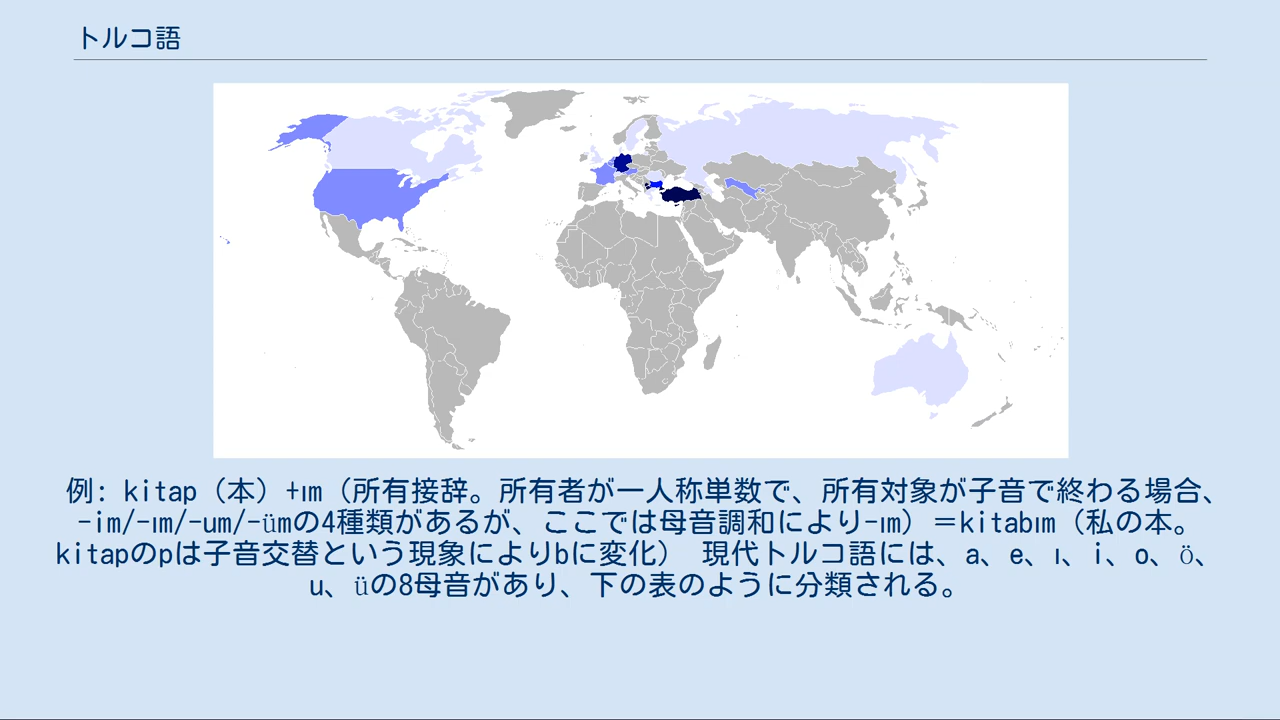 トルコ語
例: kitap（本）+ım（所有接辞。所有者が一人称単数で、所有対象が子音で終わる場合、
-im/-ım/-um/-ümの4種類があるが、ここでは母音調和により-ım）＝kitabım（私の本。
kitapのpは子音交替という現象によりbに変化） 現代トルコ語には、a、e、ı、i、o、ö、
u、üの8母音があり、下の表のように分類される。